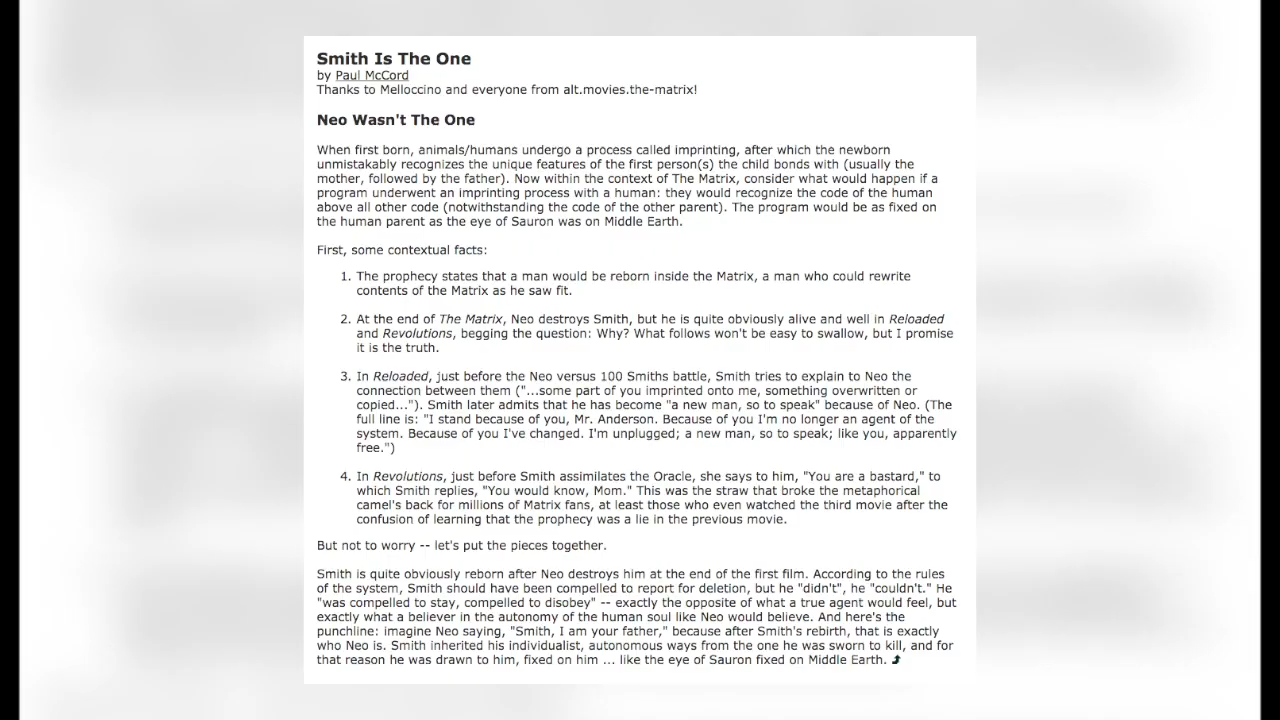 Smith Is The One
by Paul McCord
Thanks to Melloccino and everyone from alt.movies.the-matrix!
Neo Wasn't The One
When first born, animals/humans undergo a process called imprinting, after which the newborn
unmistakably recognizes the unique features of the first person(s) the child bonds with (usually the
mother, followed by the father). Now within the context of The Matrix, consider what would happen if a
program underwent an imprinting process with a human: they would recognize the code of the human
above all other code (notwithstanding the code of the other parent). The program would be as fixed on
the human parent as the eye of Sauron was on Middle Earth.
First, some contextual facts:
1. The prophecy states that a man would be reborn inside the Matrix, a man who could rewrite
contents of the Matrix as he saw fit.
2. At the end of The Matrix, Neo destroys Smith, but he is quite obviously alive and well in Reloaded
and Revolutions, begging the question: Why? What follows won't be easy to swallow, but I promise
it is the truth.
3. In Reloaded, just before the Neo versus 100 Smiths battle, Smith tries to explain to Neo the
connection between them ("...some part of you imprinted onto me, something overwritten or
copied..."). Smith later admits that he has become "a new man, so to speak" because of Neo. (The
full line is: "I stand because of you, Mr. Anderson. Because of you I'm no longer an agent of the
system. Because of you I've changed. I'm unplugged; a new man, so to speak; like you, apparently
free.")
4. In Revolutions, just before Smith assimilates the Oracle, she says to him, "You are a bastard," to
which Smith replies, "You would know, Mom." This was the straw that broke the metaphorical
camel's back for millions of Matrix fans, at least those who even watched the third movie after the
confusion of learning that the prophecy was a lie in the previous movie.
But not to worry -- let's put the pieces together.
Smith is quite obviously reborn after Neo destroys him at the end of the first film. According to the rules
of the system, Smith should have been compelled to report for deletion, but he "didn't", he "couldn't." He
"was compelled to stay, compelled to disobey" -- exactly the opposite of what a true agent would feel, but
exactly what a believer in the autonomy of the human soul like Neo would believe. And here's the
punchline: imagine Neo saying, "Smith, I am your father," because after Smith's rebirth, that is exactly
who Neo is. Smith inherited his individualist, autonomous ways from the one he was sworn to kill, and for
that reason he was drawn to him, fixed on him ... like the eye of Sauron fixed on Middle Earth.